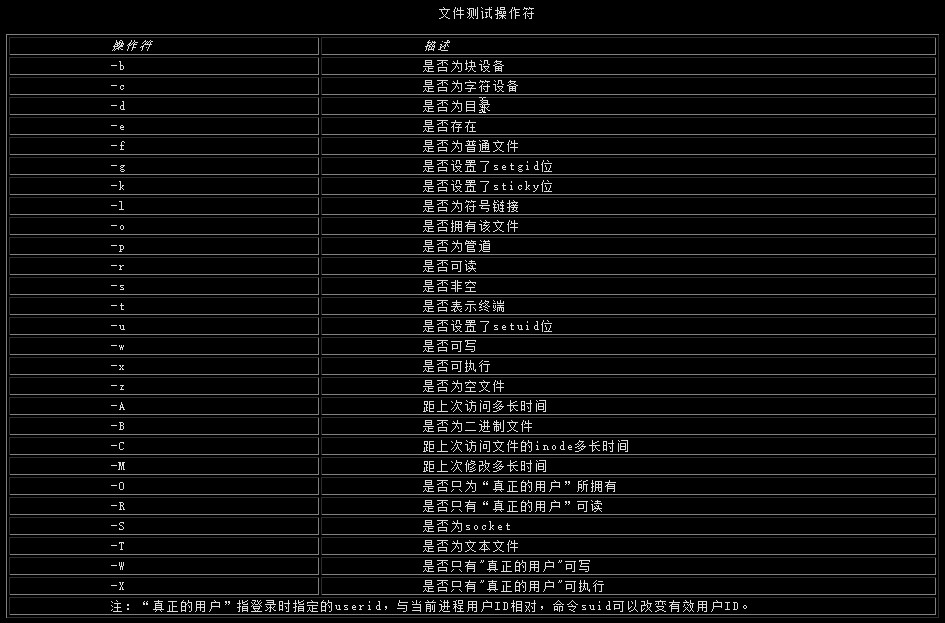 文件测试操作符
操作符 描述
-b 是否为块设备
-c 是否为字符设备
-d 是否为目录
-e 是否存在
-f 是否为普通文件
-g 是否设置了setgid位
-k 是否设置了sticky位
-l 是否为符号链接
-o 是否拥有该文件
-p 是否为管道
-r 是否可读
-s 是否非空
-t 是否表示终端
-u 是否设置了setuid位
-w 是否可写
-x 是否可执行
-z 是否为空文件
-A 距上次访问多长时间
-B 是否为二进制文件
-C 距上次访问文件的inode多长时间
-M 距上次修改多长时间
-O 是否只为“真正的用户”所拥有
-R 是否只有“真正的用户”可读
-S 是否为socket
-T 是否为文本文件
-W 是否只有"真正的用户"可写
-X 是否只有"真正的用户"可执行
注：“真正的用户”指登录时指定的userid，与当前进程用户ID相对，命令suid可以改变有效用户ID。